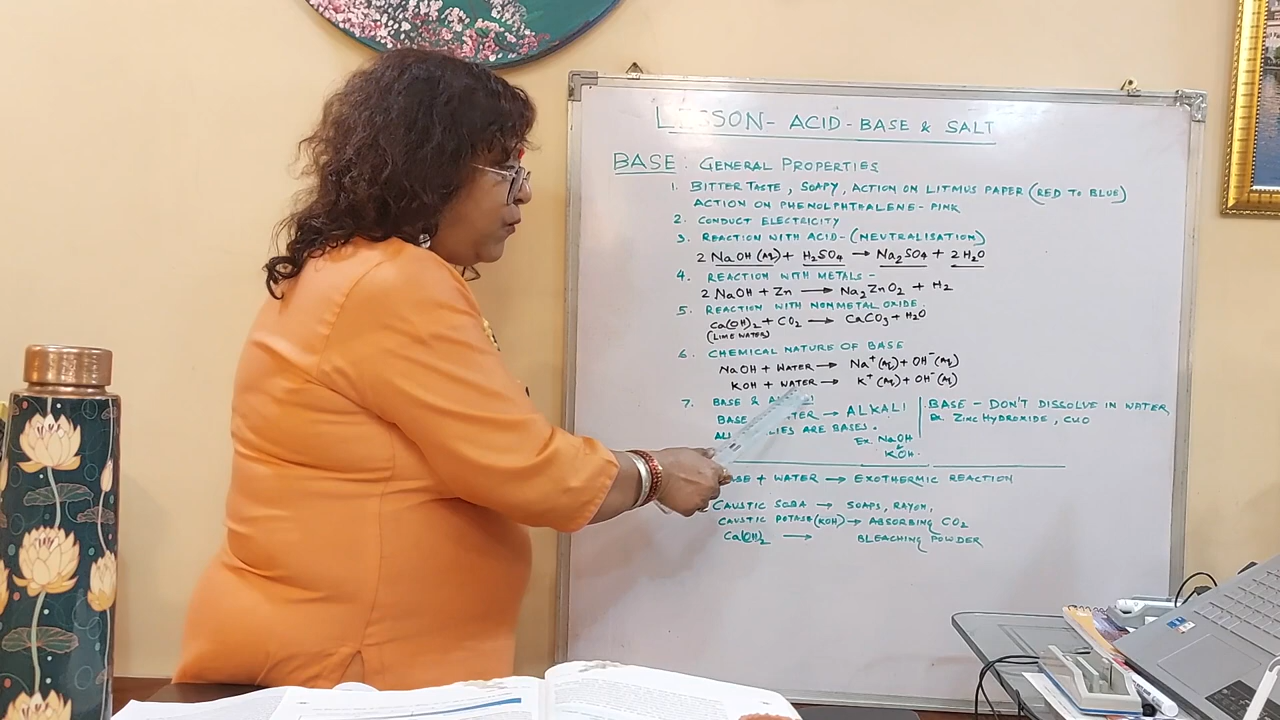 LESSON - ACID - BASE & SALT
BASE : GENERAL PROPERTIES
1. BITTER TASTE, SOAPY, ACTION ON LITMUS PAPER (RED TO BLUE)
ACTION ON PHENOLPHTHALENE - PINK
2. CONDUCT ELECTRICITY
3. REACTION WITH ACID - (NEUTRALISATION)
2 NaOH (Aq) + H₂SO₄ → Na₂SO₄ + 2H₂O
4. REACTION WITH METALS -
2 NaOH + Zn → Na₂ZnO₂ + H₂
5. REACTION WITH NONMETAL OXIDE.
Ca(OH)₂ + CO₂ → CaCO₃ + H₂O
(LIME WATER)
6. CHEMICAL NATURE OF BASE
NaOH + WATER → Na⁺(Aq) + OH⁻(Aq)
KOH + WATER → K⁺(Aq) + OH⁻(Aq)
7. BASE &
BASE → ALKALI
ARE BASES.
Ex. NaOH
& KOH.
BASE - DON'T DISSOLVE IN WATER,
Ex. ZINC HYDROXIDE, CUO
+ WATER → EXOTHERMIC REACTION
CAUSTIC SODA → SOAPS, RAYON,
CAUSTIC POTASH (KOH) → ABSORBING CO₂
Ca(OH)₂ → BLEACHING POWDER